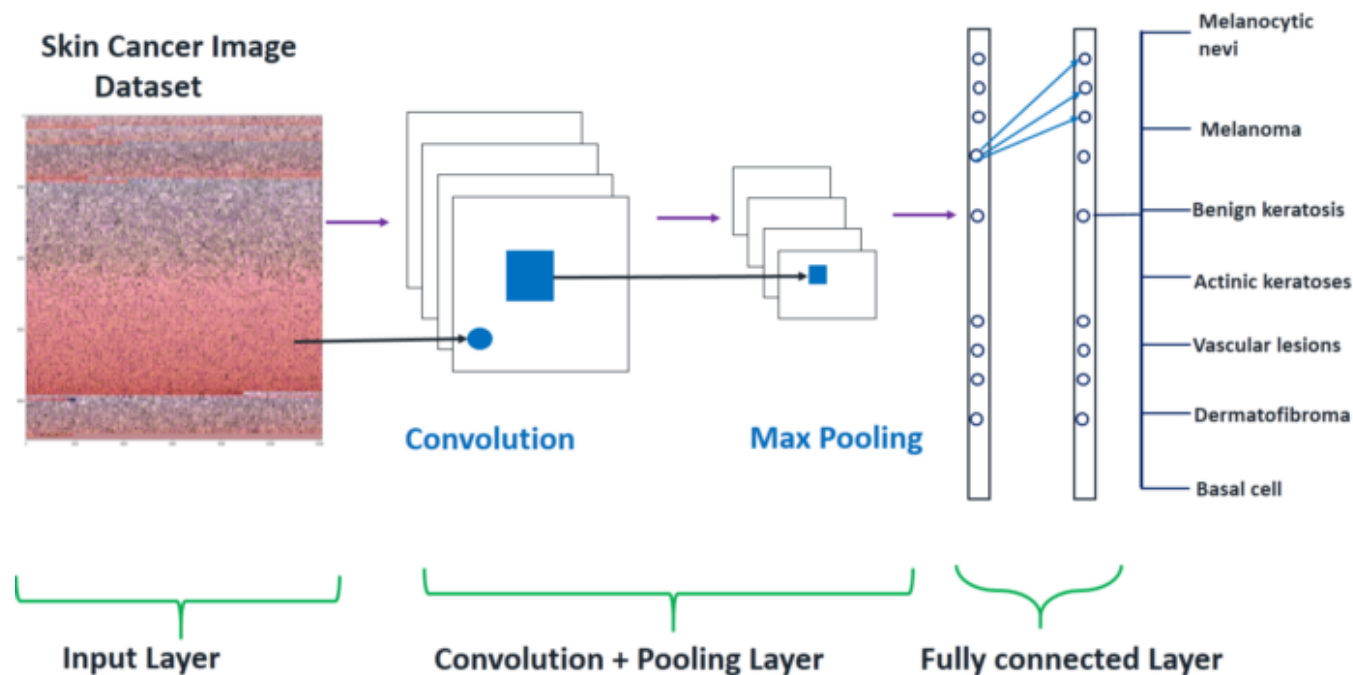 Skin Cancer Image
Dataset
Convolution
Max Pooling
Melanocytic
nevi
Melanoma
Benign keratosis
Actinic keratoses
Vascular lesions
Dermatofibroma
Basal cell
Input Layer
Convolution + Pooling Layer
Fully connected Layer